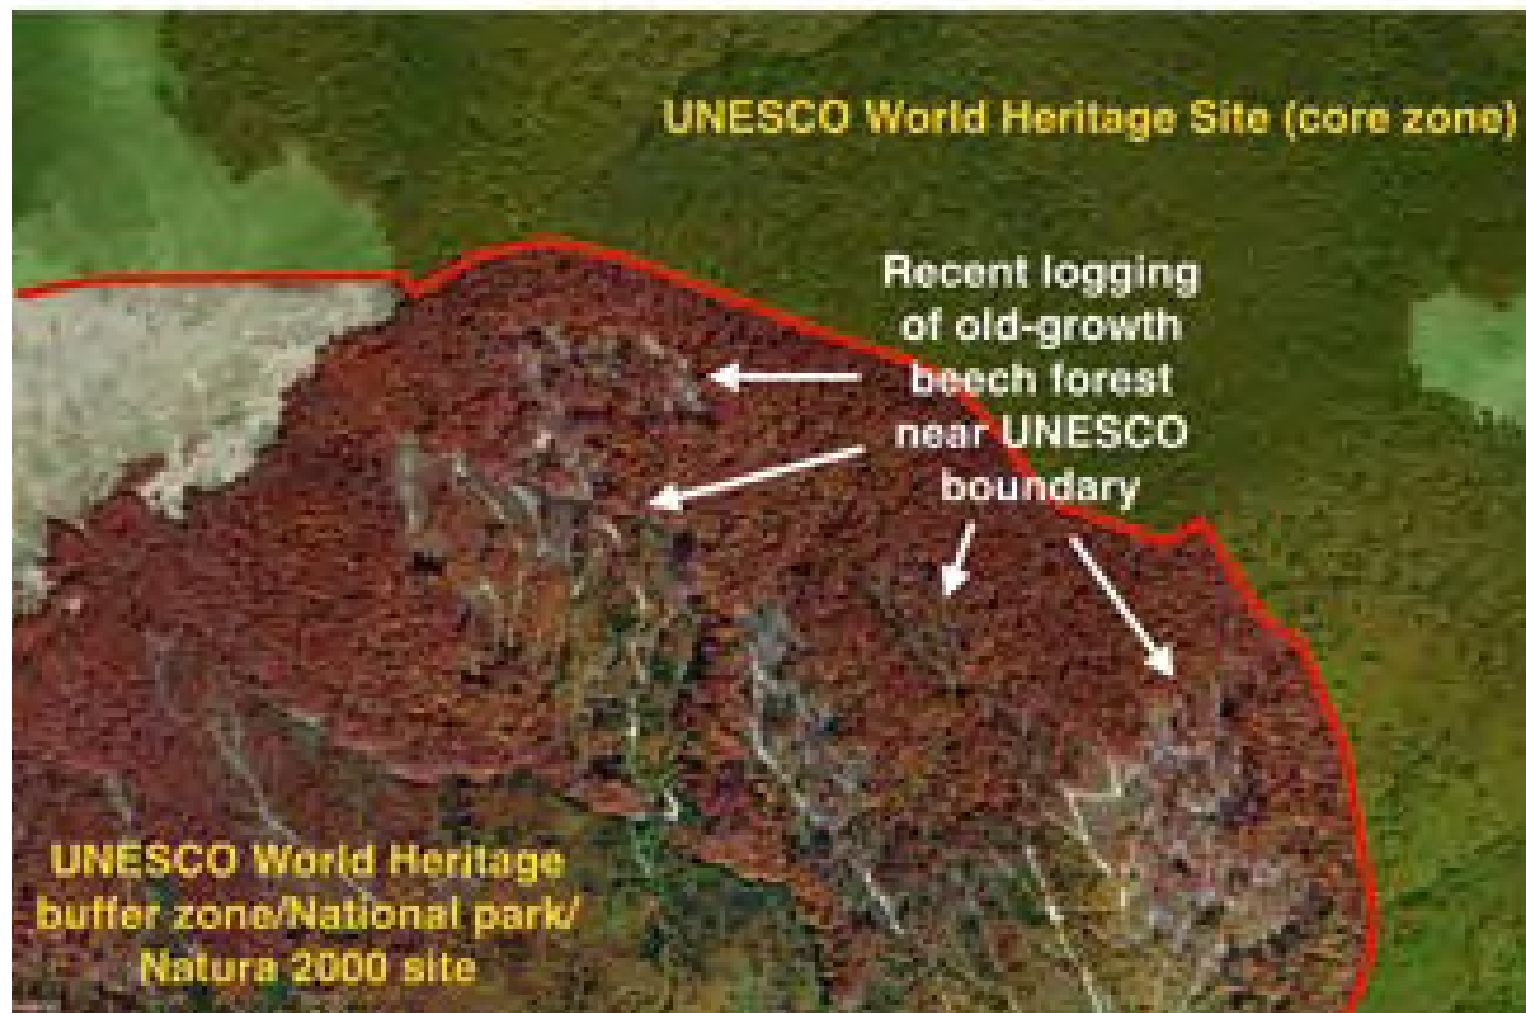 UNESCO World Heritage Site (core zone)
Recent logging
of old-growth
beech forest
near UNESCO
boundary
UNESCO World Heritage
buffer zone/National park/
Natura 2000 site